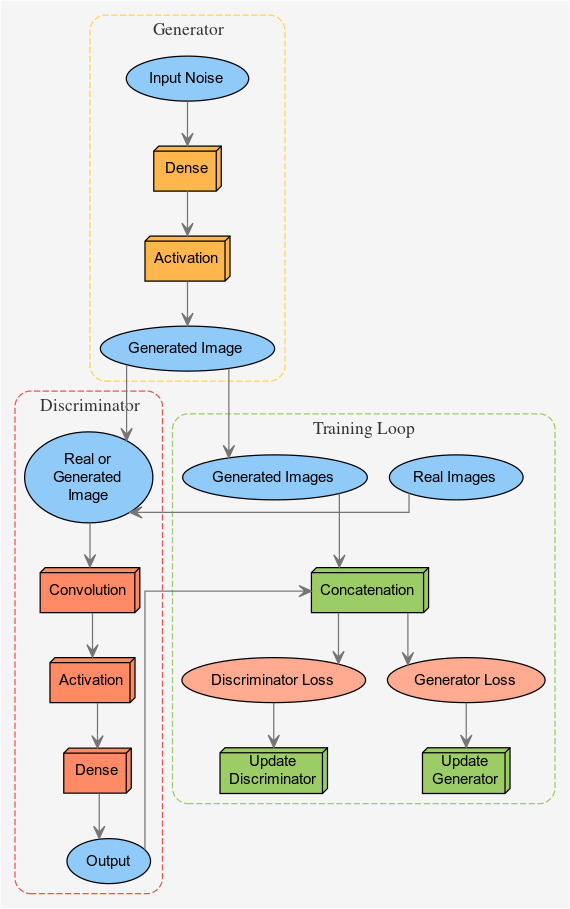 Generator
Input Noise
Dense
Activation
Generated Image
Discriminator
Real or
Generated
Image
Convolution
Activation
Dense
Output
Training Loop
Generated Images
Real Images
Concatenation
Discriminator Loss
Generator Loss
Update
Discriminator
Update
Generator